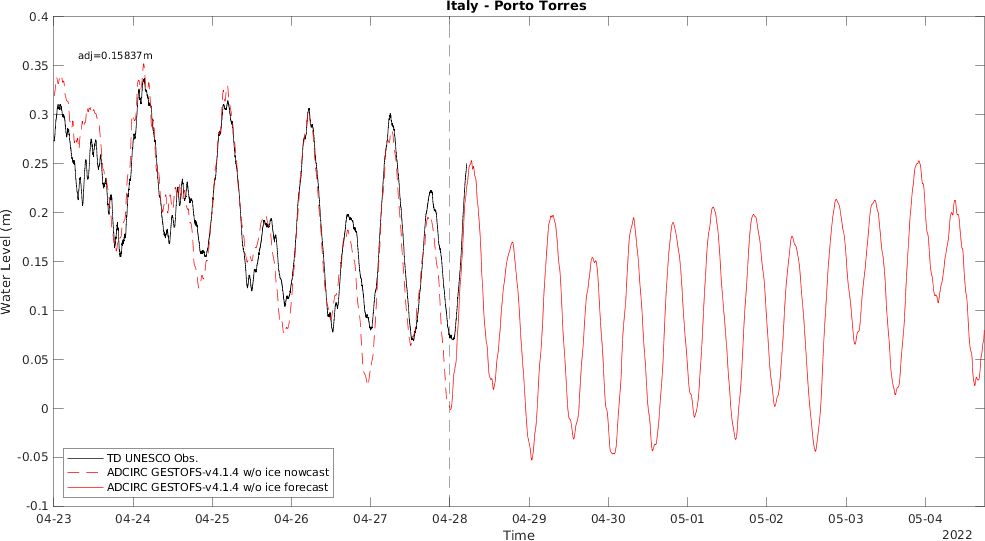 Italy - Porto Torres
adj=0.15837m
0.4
0.35
0.3
0.25
0.2
0.15
0.1
0.05
0
-0.05
-0.1
Water Level (m)
TD UNESCO Obs.
ADCIRC GESTOFS-v4.1.4 w/o ice nowcast
ADCIRC GESTOFS-v4.1.4 w/o ice forecast
04-23 04-24 04-25 04-26 04-27 04-28 04-29 04-30 05-01 05-02 05-03 05-04
Time
2022